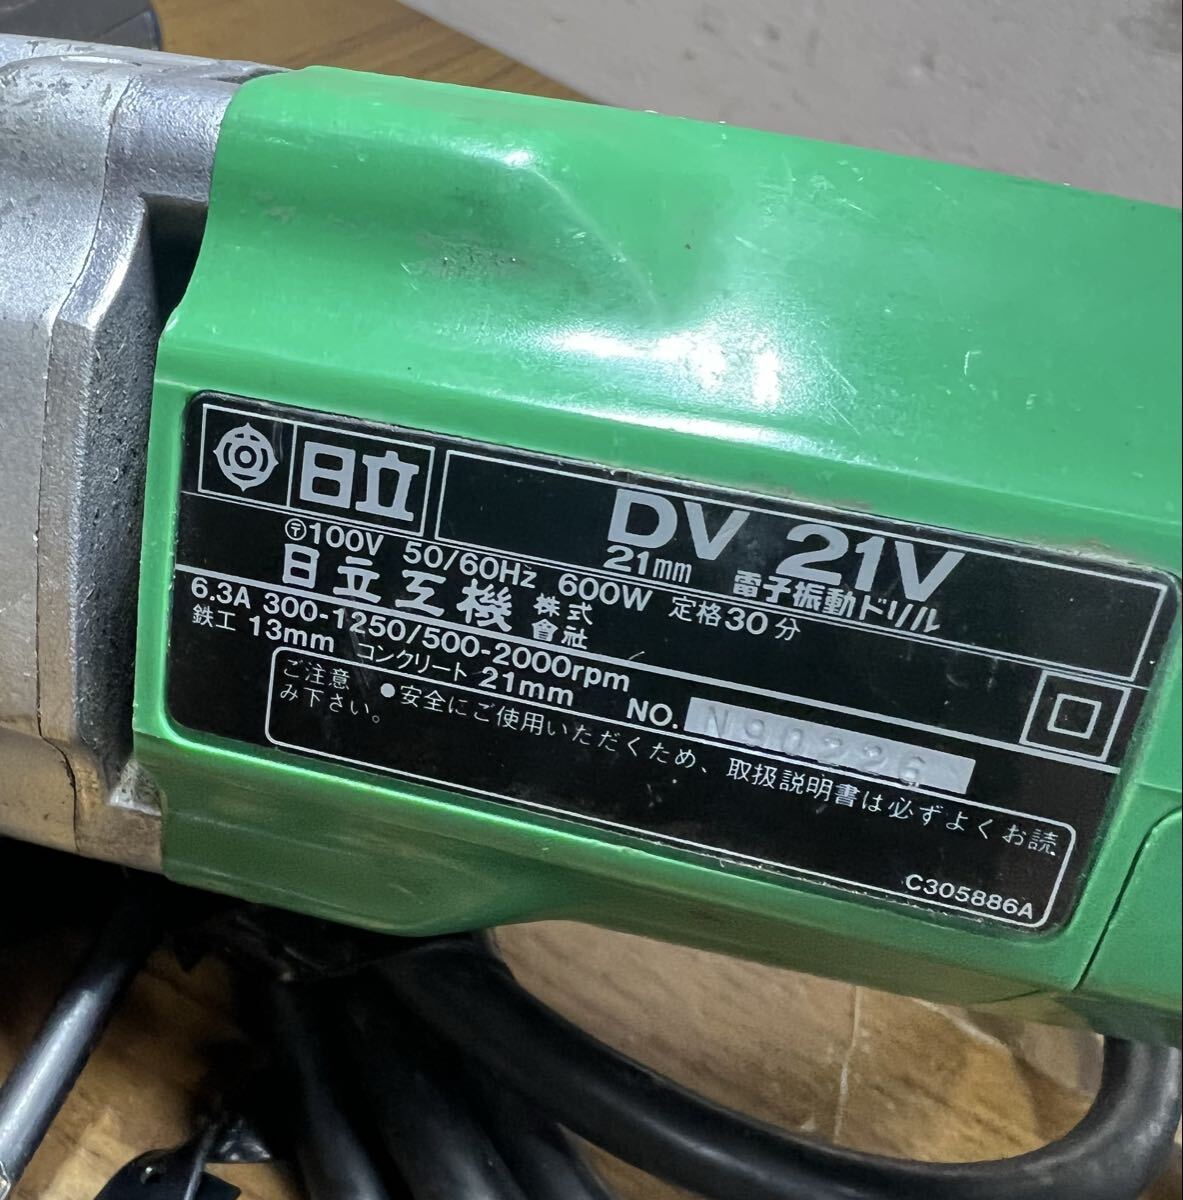 日立
DV 21V
21mm 電子振動ドリル
〒100V 50/60Hz 600W 定格30分
日立工機 株式會社
6.3A 300-1250/500-2000rpm
鉄工 13mm コンクリート 21mm
NO. N90226
ご注意 ●安全にご使用いただくため、取扱説明書は必ずよくお読
み下さい。
C305886A